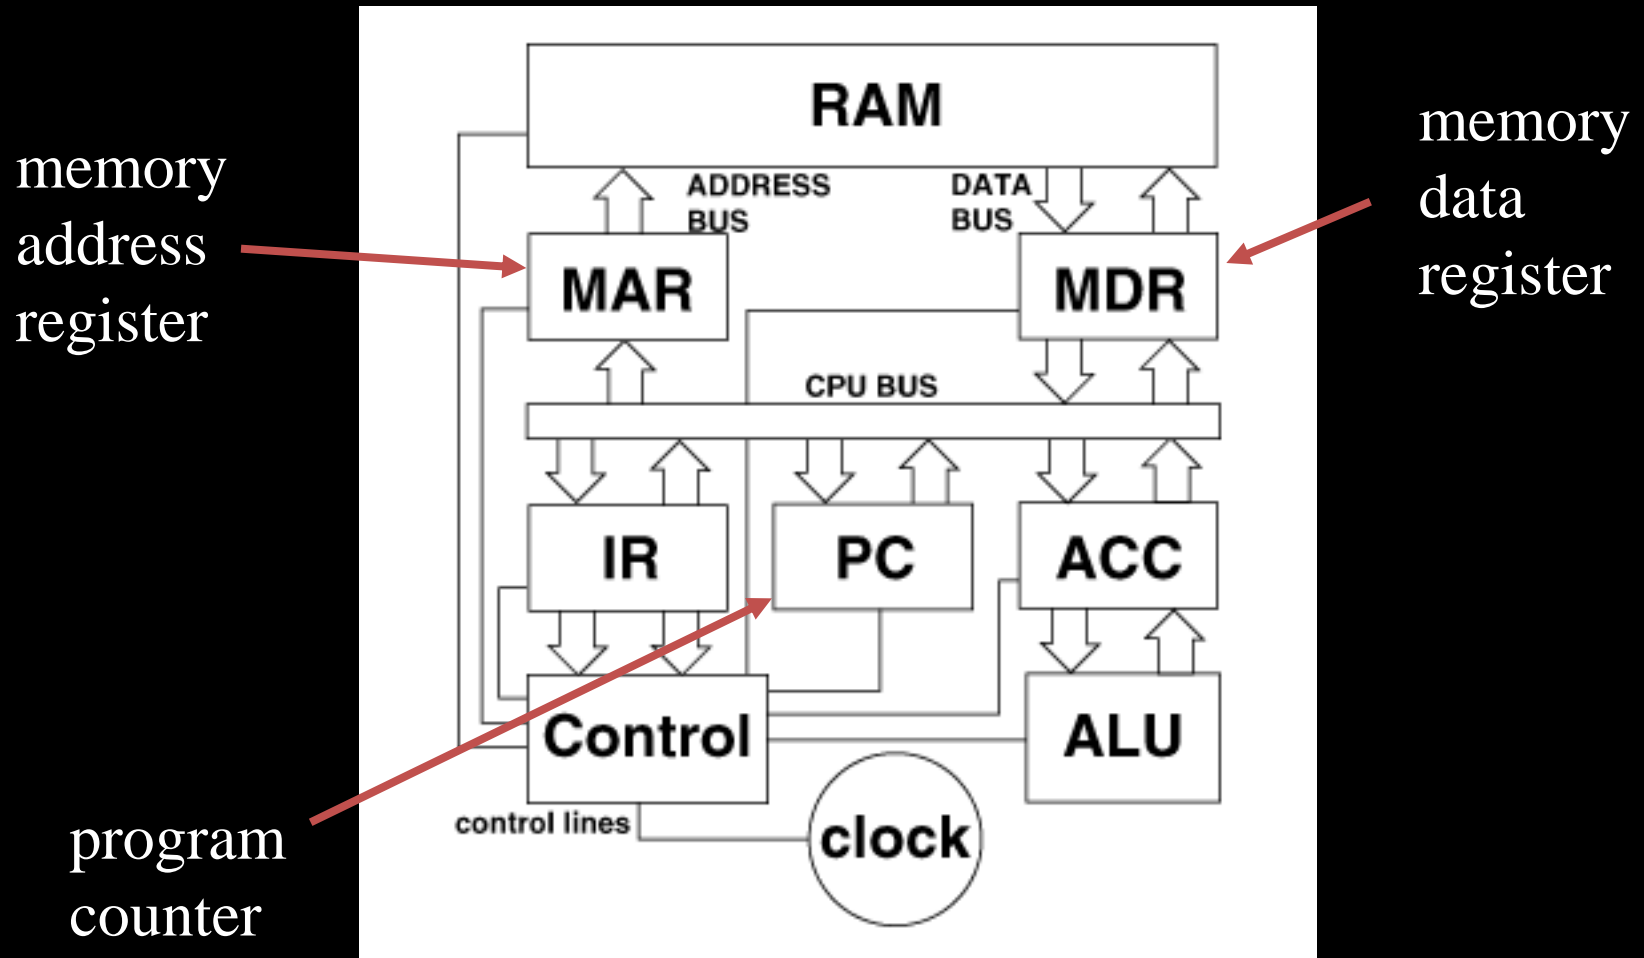 RAM
memory
address
register
ADDRESS
BUS
DATA
BUS
memory
data
register
MAR
MDR
CPU BUS
IR
PC
ACC
Control
ALU
control lines
clock
program
counter